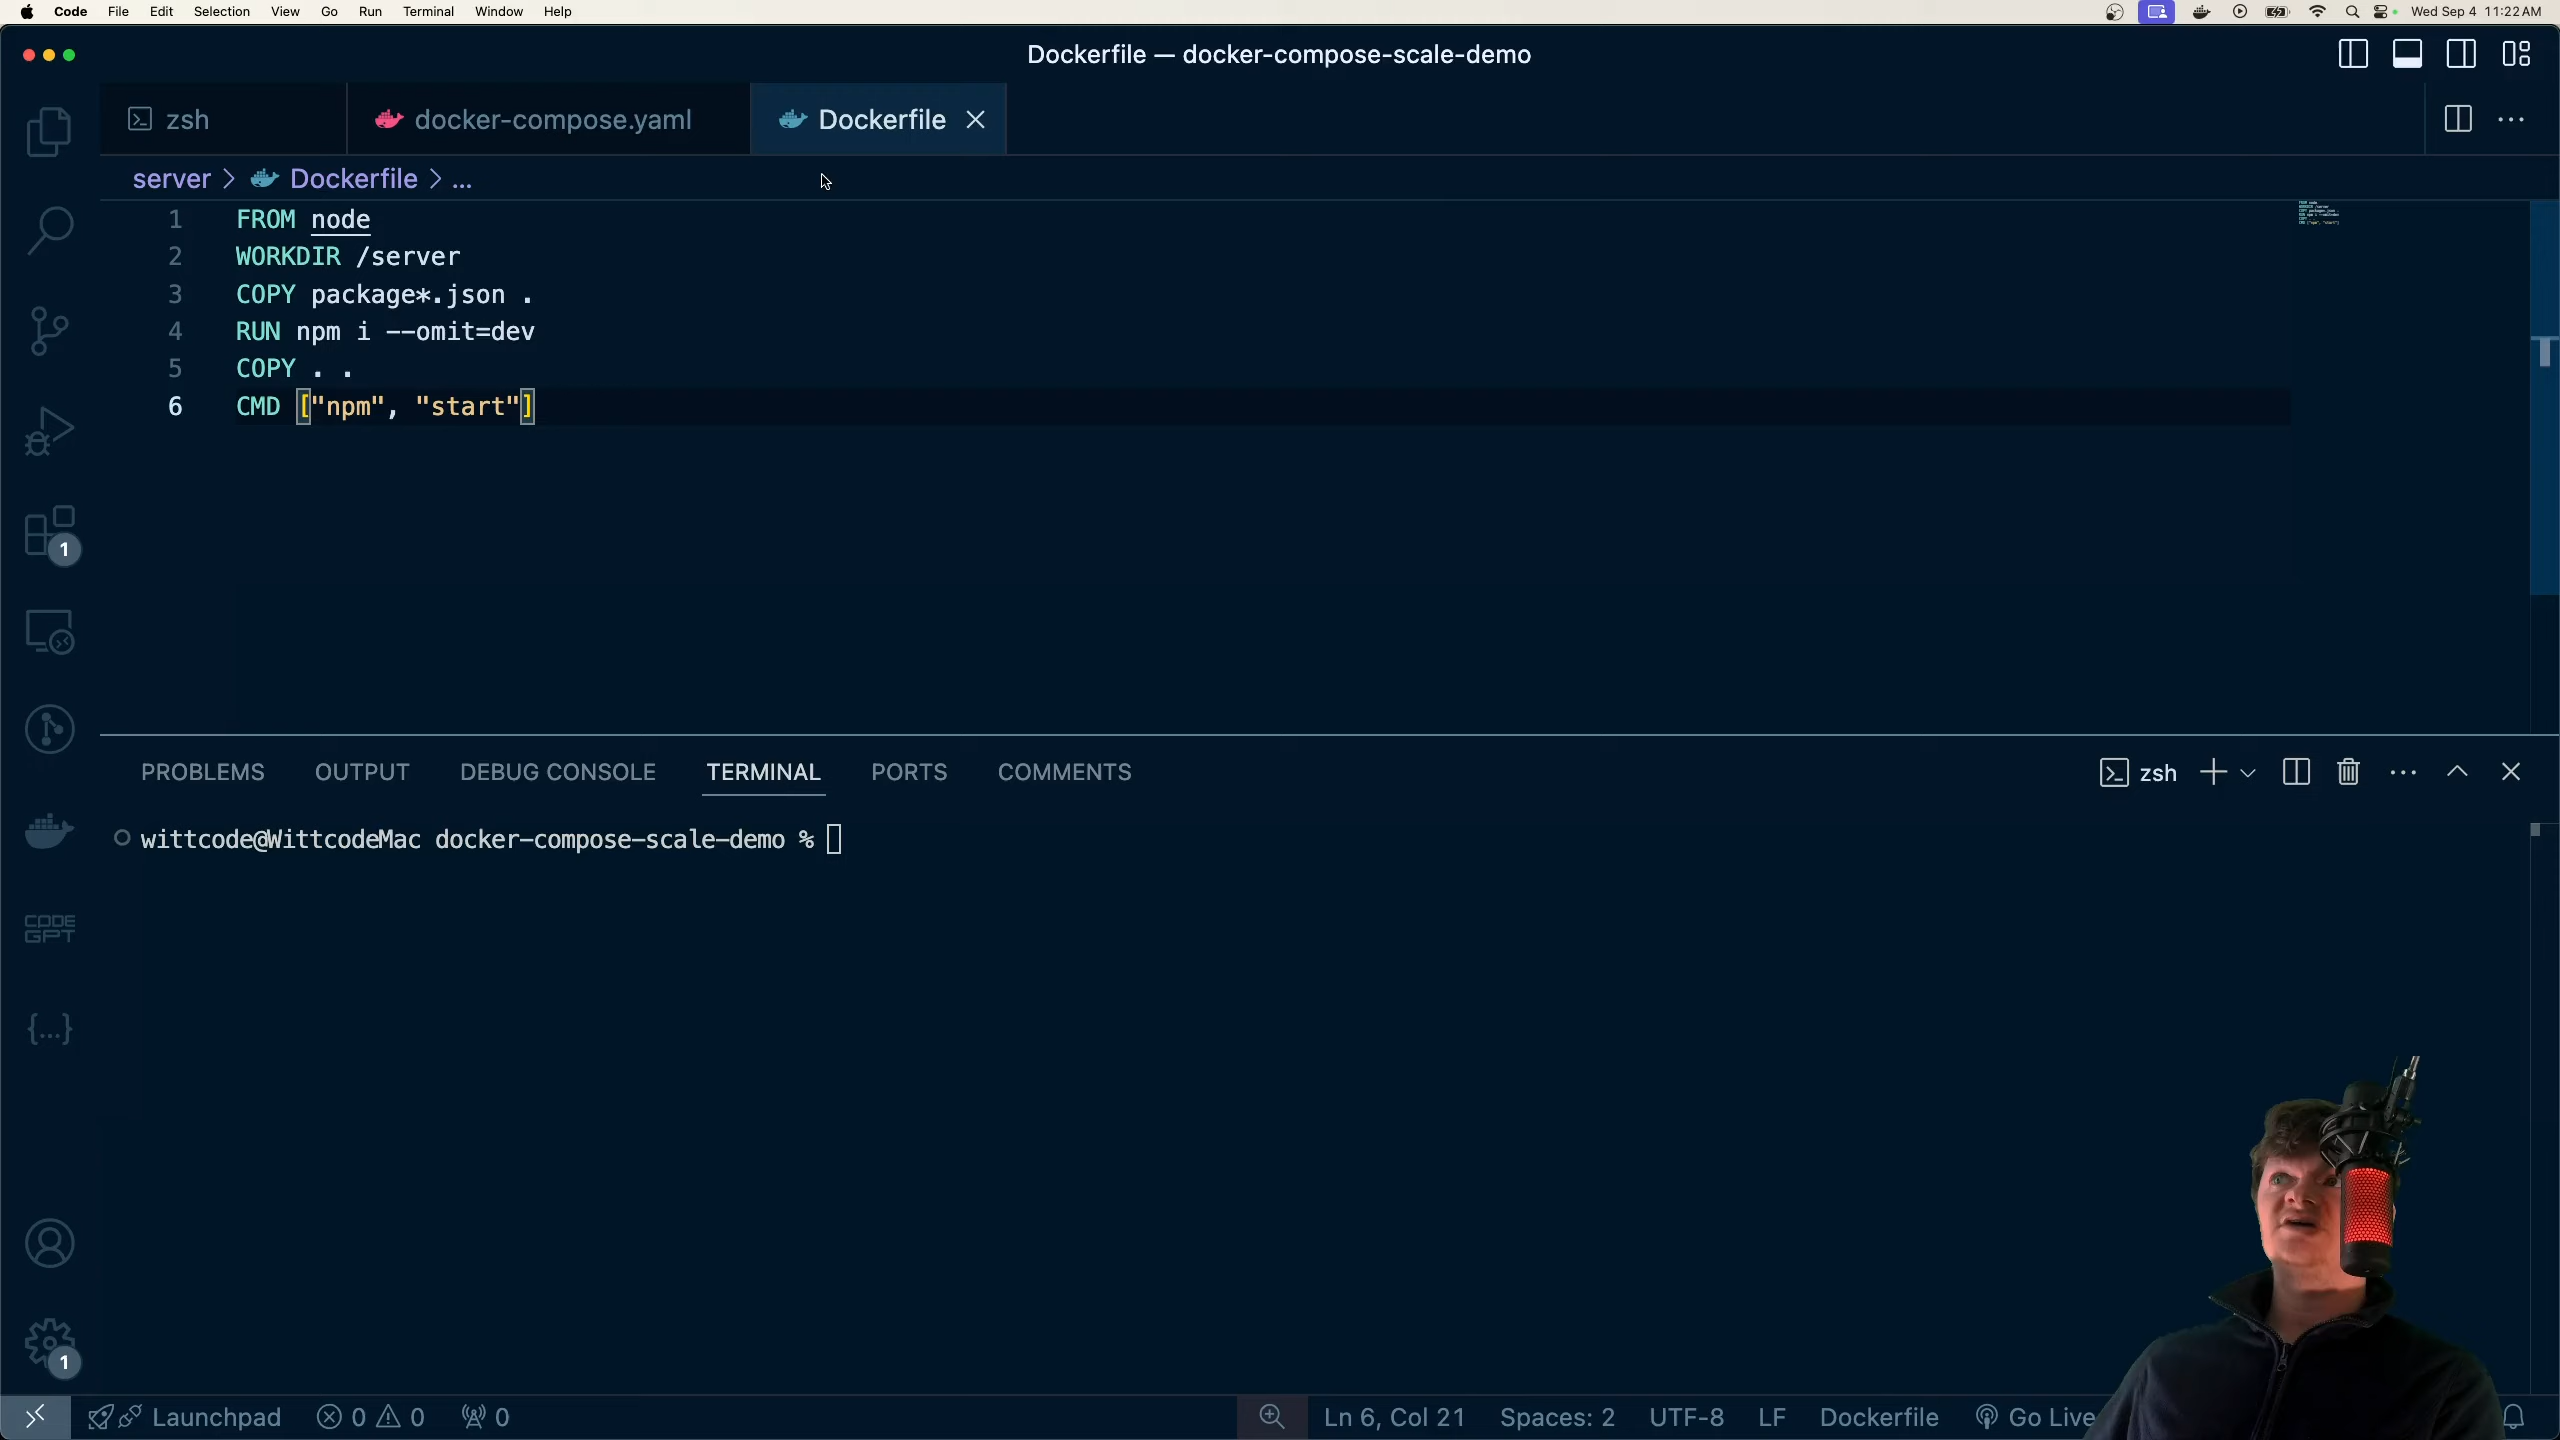 Code File Edit Selection View Go Run Terminal Window Help Wed Sep 4 11:22 AM
Dockerfile — docker-compose-scale-demo
zsh docker-compose.yaml Dockerfile
server > Dockerfile > ...
1 FROM node
2 WORKDIR /server
3 COPY package*.json .
4 RUN npm i --omit=dev
5 COPY . .
6 CMD ["npm", "start"]
1
PROBLEMS OUTPUT DEBUG CONSOLE TERMINAL PORTS COMMENTS zsh
wittcode@WittcodeMac docker-compose-scale-demo %
CODE
GPT
{...}
1
Launchpad 0 0 0 Ln 6, Col 21 Spaces: 2 UTF-8 LF Dockerfile Go Live